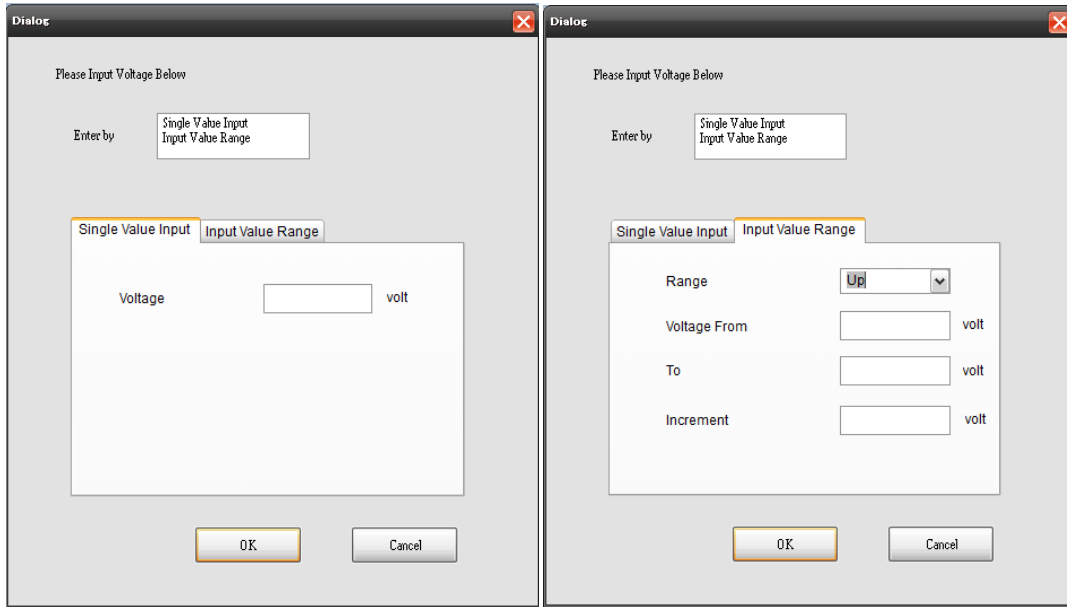 Dialog
Please Input Voltage Below
Enter by
Single Value Input
Input Value Range
Single Value Input
Input Value Range
Voltage
volt
OK
Cancel
Dialog
Please Input Voltage Below
Enter by
Single Value Input
Input Value Range
Single Value Input
Input Value Range
Range
Up
Voltage From
volt
To
volt
Increment
volt
OK
Cancel